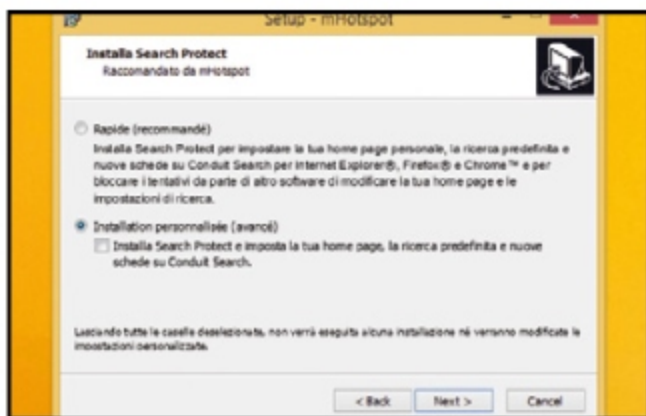 Setup - mHotspot
Installa Search Protect
Raccomandato da mHotspot
Rapide (recommandé)
Installa Search Protect per impostare la tua home page personale, la ricerca predefinita e
nuove schede su Conduit Search per Internet Explorer®, Firefox® e Chrome™ e per
bloccare i tentativi da parte di altro software di modificare la tua home page e le
impostazioni di ricerca.
Installation personnalisée (avancé)
Installa Search Protect e imposta la tua home page, la ricerca predefinita e nuove
schede su Conduit Search.
Lasciando tutte le caselle deselezionate, non verrà eseguita alcuna installazione né verranno modificate le
impostazioni personalizzate.
< Back
Next >
Cancel